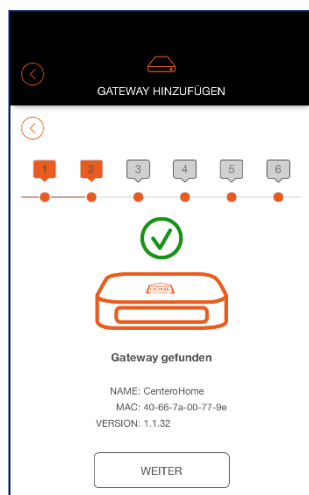 GATEWAY HINZUFÜGEN
1 2 3 4 5 6
HOME
Gateway gefunden
NAME: CenteroHome
MAC: 40-66-7a-00-77-9e
VERSION: 1.1.32
WEITER